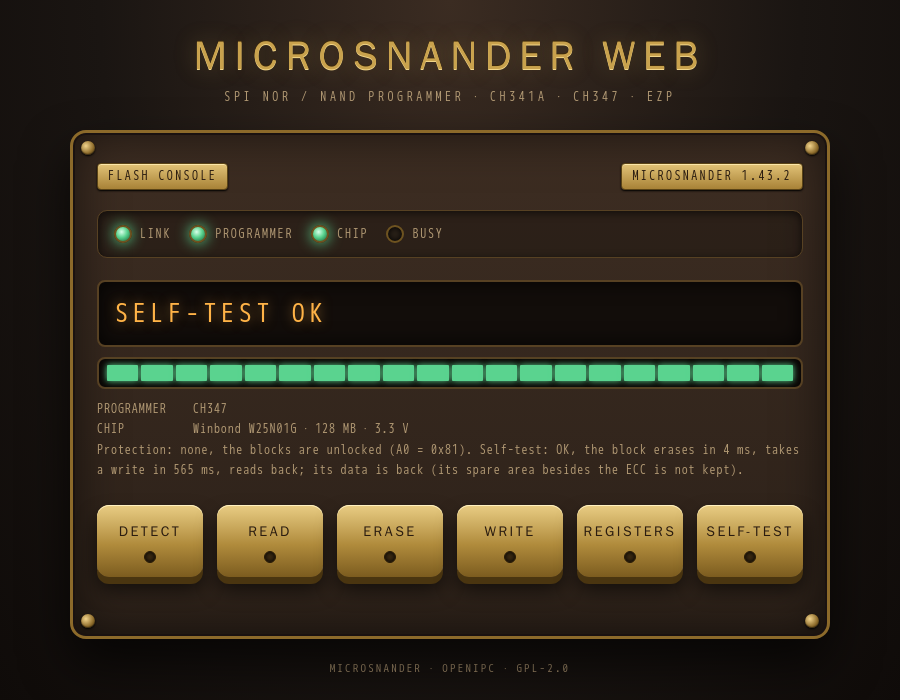 MICROSNANDER WEB
SPI NOR / NAND PROGRAMMER · CH341A · CH347 · EZP
FLASH CONSOLE
MICROSNANDER 1.43.2
LINK PROGRAMMER CHIP BUSY
SELF-TEST OK
PROGRAMMER CH347
CHIP Winbond W25N01G · 128 MB · 3.3 V
Protection: none, the blocks are unlocked (A0 = 0x81). Self-test: OK, the block erases in 4 ms, takes
a write in 565 ms, reads back; its data is back (its spare area besides the ECC is not kept).
DETECT READ ERASE WRITE REGISTERS SELF-TEST
MICROSNANDER · OPENIPC · GPL-2.0